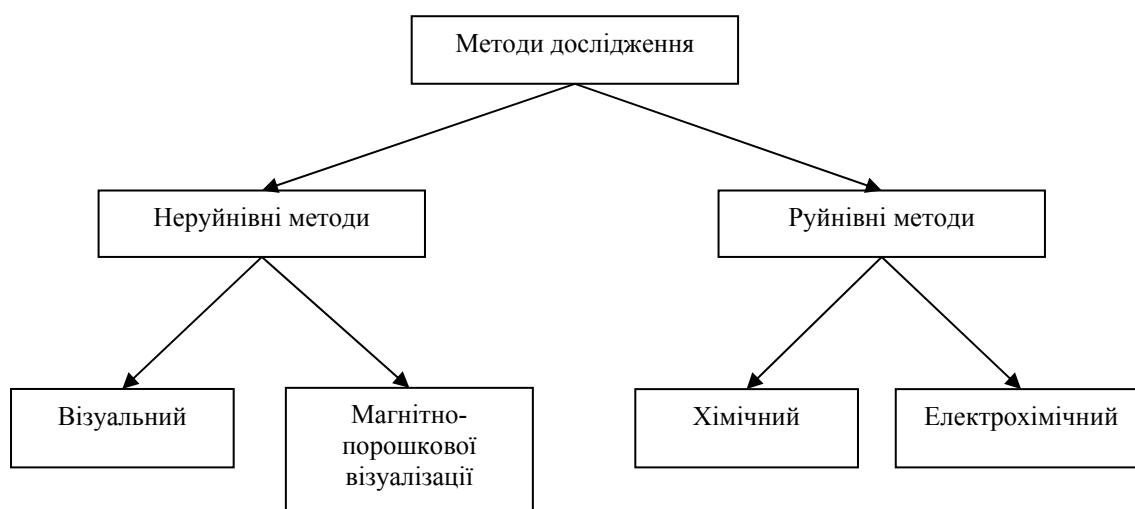 Методи дослідження
Неруйнівні методи
Руйнівні методи
Візуальний
Магнітно-
порошкової
візуалізації
Хімічний
Електрохімічний